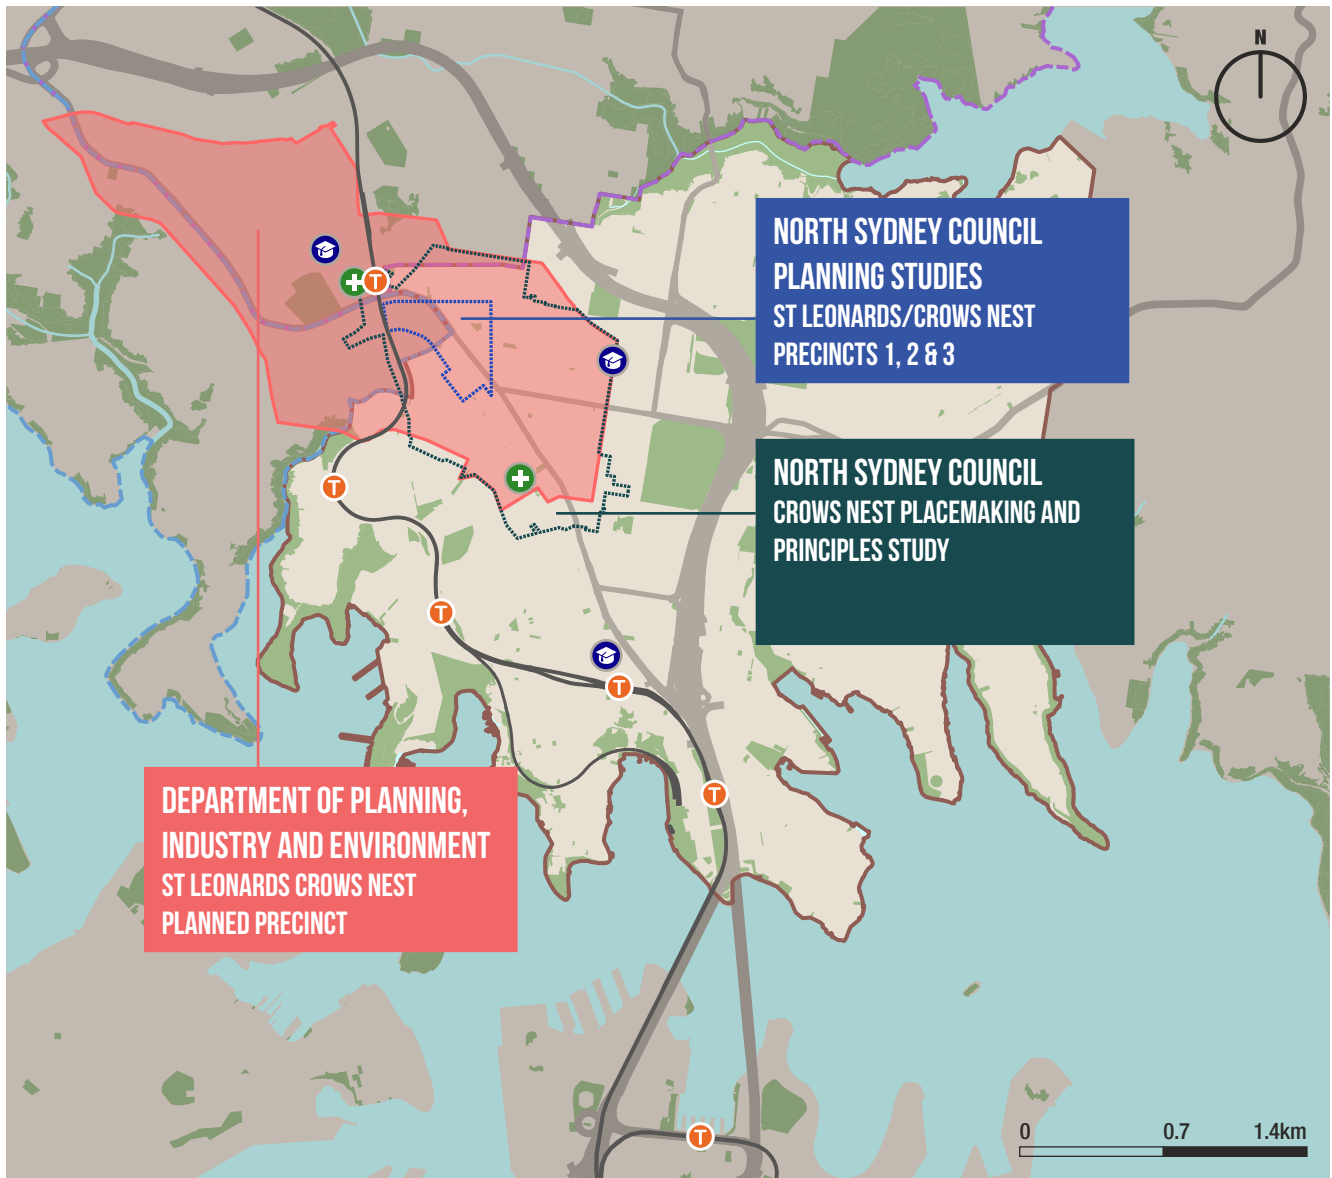 N
NORTH SYDNEY COUNCIL
PLANNING STUDIES
ST LEONARDS/CROWS NEST
PRECINCTS 1, 2 & 3
T
NORTH SYDNEY COUNCIL
CROWS NEST PLACEMAKING AND
PRINCIPLES STUDY
T
T
T
DEPARTMENT OF PLANNING,
INDUSTRY AND ENVIRONMENT
ST LEONARDS CROWS NEST
PLANNED PRECINCT
T
T
0 0.7 1.4km